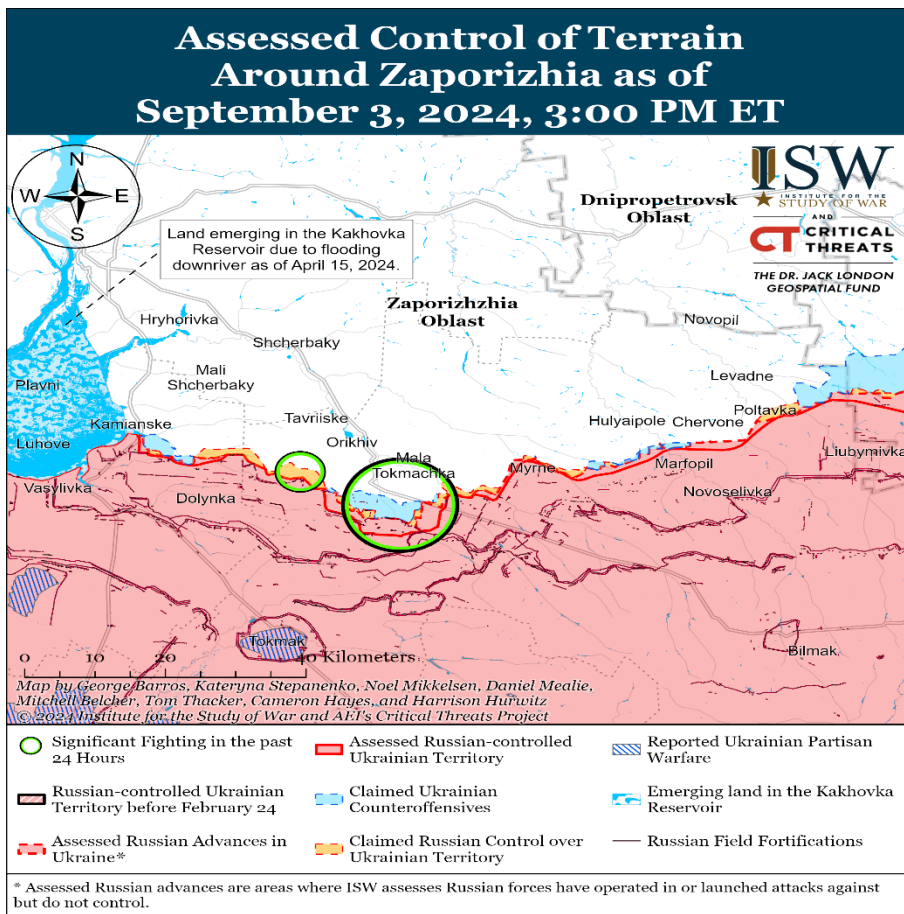 Assessed Control of Terrain
Around Zaporizhia as of
September 3, 2024, 3:00 PM ET
N
W E
S
ISW
INSTITUTE FOR THE
STUDY OF WAR
AND
CT CRITICAL
THREATS
THE DR. JACK LONDON
GEOSPATIAL FUND
Dnipropetrovsk
Oblast
Land emerging in the Kakhovka
Reservoir due to flooding
downriver as of April 15, 2024.
Zaporizhzhia
Oblast
Hryhorivka
Novopil
Shcherbaky
Mali
Shcherbaky
Levadne
Plavni
Tavriiske
Poltavka
Kamianske
Hulyaipole
Chervone
Orikhiv
Luhove
Mala
Tokmachka
Myrne
Marfopil
Liubymivka
Vasylivka
Dolynka
Novoselivka
Tokmak
Bilmak
0 10 20 40 Kilometers
Map by George Barros, Kateryna Stepanenko, Noel Mikkelsen, Daniel Mealie,
Mitchell Belcher, Tom Thacker, Cameron Hayes, and Harrison Hurwitz
© 2024 Institute for the Study of War and AEI's Critical Threats Project
Significant Fighting in the past
24 Hours
Russian-controlled Ukrainian
Territory before February 24
Assessed Russian Advances in
Ukraine*
Assessed Russian-controlled
Ukrainian Territory
Claimed Ukrainian
Counteroffensives
Claimed Russian Control over
Ukrainian Territory
Reported Ukrainian Partisan
Warfare
Emerging land in the Kakhovka
Reservoir
Russian Field Fortifications
* Assessed Russian advances are areas where ISW assesses Russian forces have operated in or launched attacks against
but do not control.